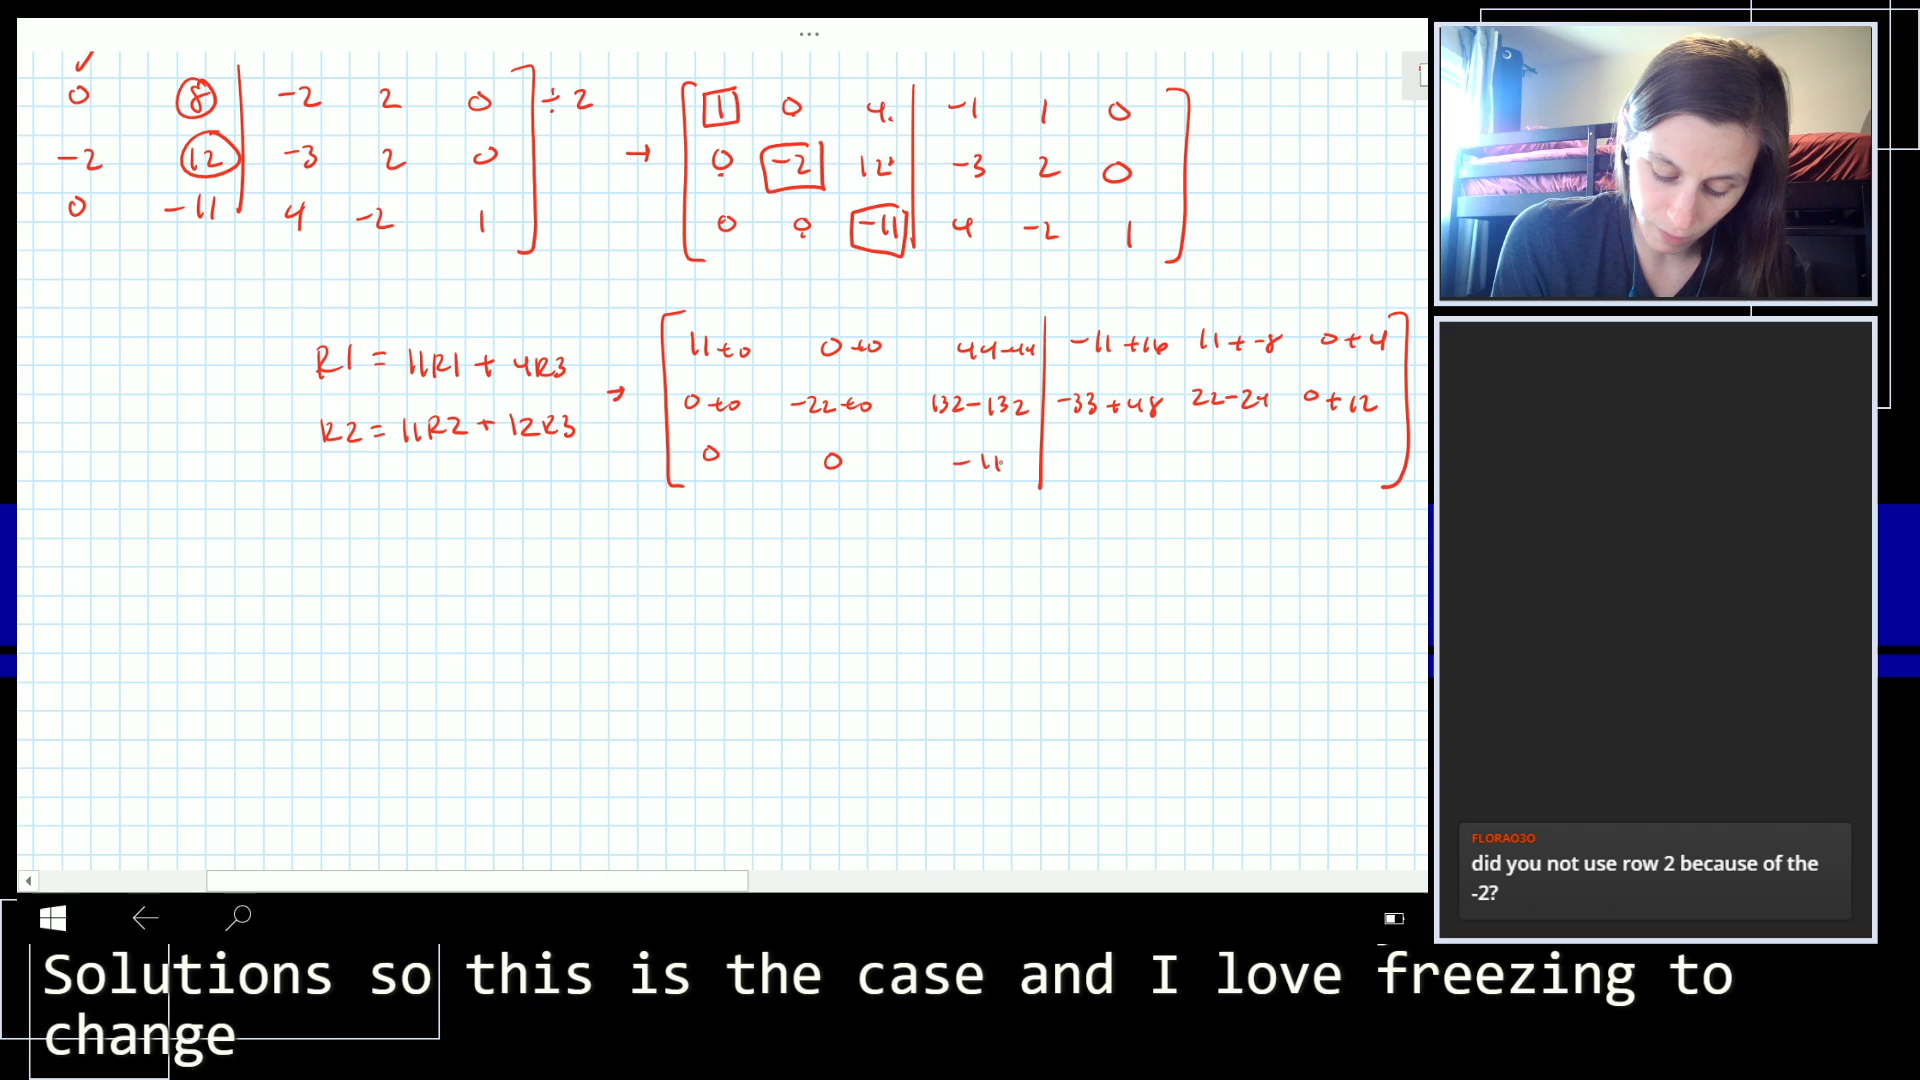 ✓
0 8 | -2 2 0 ] ÷ 2
-2 12 | -3 2 0
0 -11 | 4 -2 1
→ [ 1 0 4 | -1 1 0 ]
0 -2 12 | -3 2 0
0 0 -11 | 4 -2 1
R1 = 11R1 + 4R3
R2 = 11R2 + 12R3
→ [ 11+0 0+0 44-44 | -11+16 11+-8 0+4 ]
0+0 -22+0 132-132 | -33+48 22-24 0+12
0 0 -11 |
FLORAO3O
did you not use row 2 because of the
-2?
Solutions so this is the case and I love freezing to
change